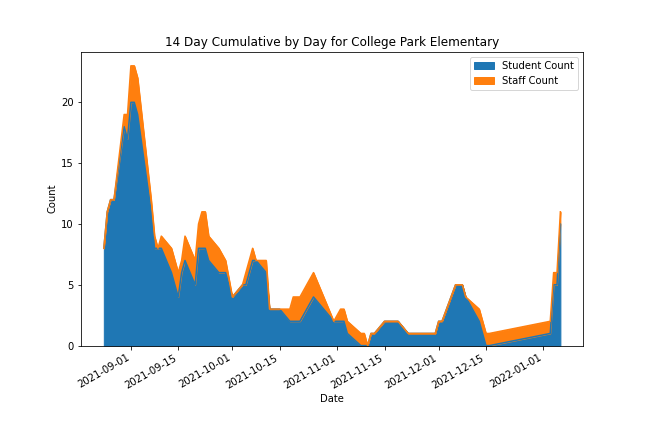 14 Day Cumulative by Day for College Park Elementary
Student Count
Staff Count
20
15
10
5
0
Count
2021-09-01
2021-09-15
2021-10-01
2021-10-15
2021-11-01
2021-11-15
2021-12-01
2021-12-15
2022-01-01
Date